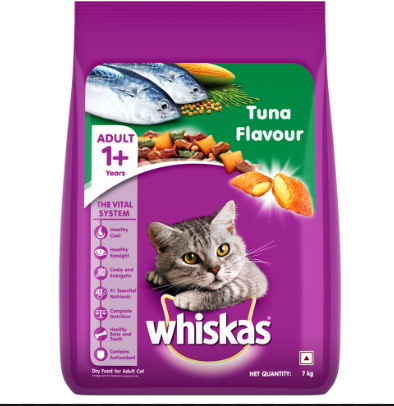 Tuna
Flavour
ADULT
1+
Years
THE VITAL
SYSTEM
Healthy
Coat
Healthy
Eyesight
Lively and
Energetic
41 Essential
Nutrients
Complete
Nutrition
Healthy
Bone and
Teeth
Contains
Antioxidant
whiskas®
Dry Food for Adult Cat
NET QUANTITY: 7 kg